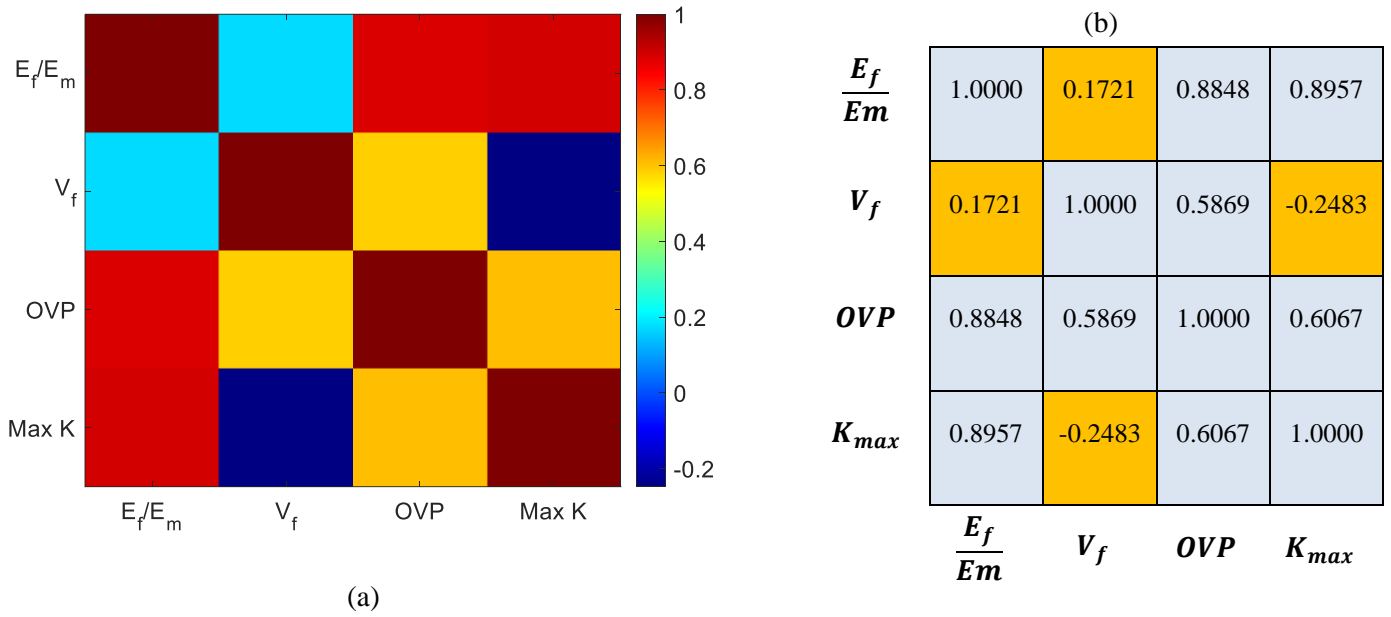 E_f/E_m
V_f
OVP
Max K
E_f/E_m V_f OVP Max K
1
0.8
0.6
0.4
0.2
0
-0.2
(a)
(b)
E_f/Em 1.0000 0.1721 0.8848 0.8957
V_f 0.1721 1.0000 0.5869 -0.2483
OVP 0.8848 0.5869 1.0000 0.6067
K_max 0.8957 -0.2483 0.6067 1.0000
E_f/Em V_f OVP K_max